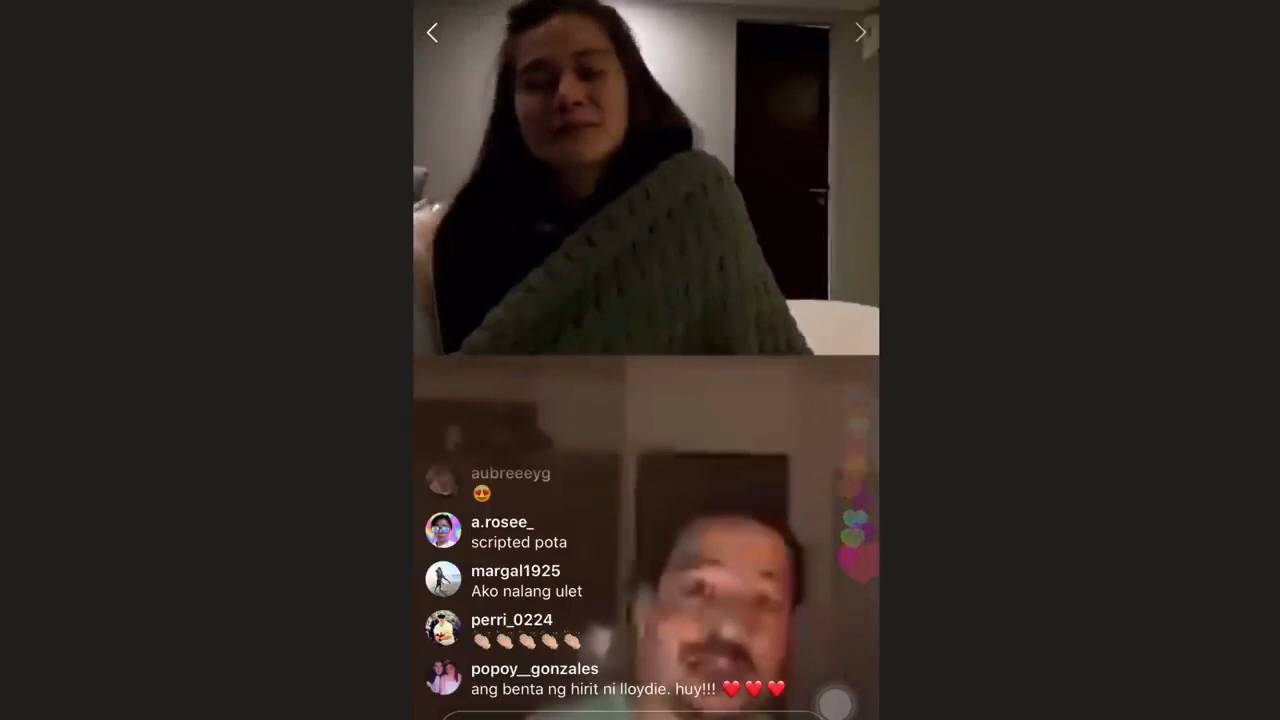 aubreeeyg
😍
a.rosee_
scripted pota
margal1925
Ako nalang ulet
perri_0224
👏🏻👏🏻👏🏻👏🏻👏🏻
popoy__gonzales
ang benta ng hirit ni lloydie. huy!!! ❤️❤️❤️